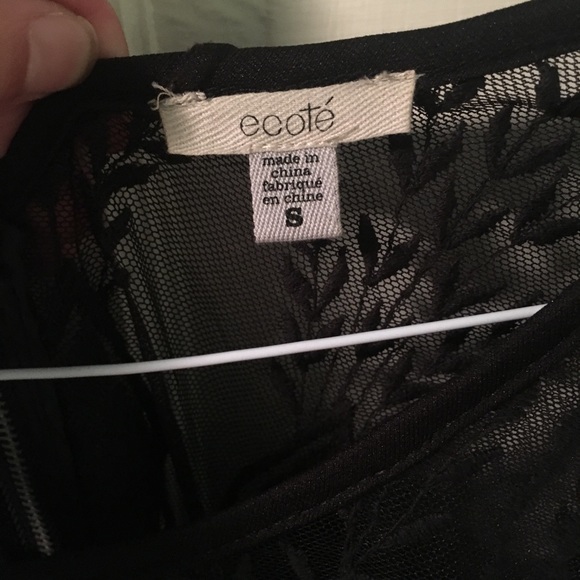 ecoté
made in
china
fabriqué
en chine
S